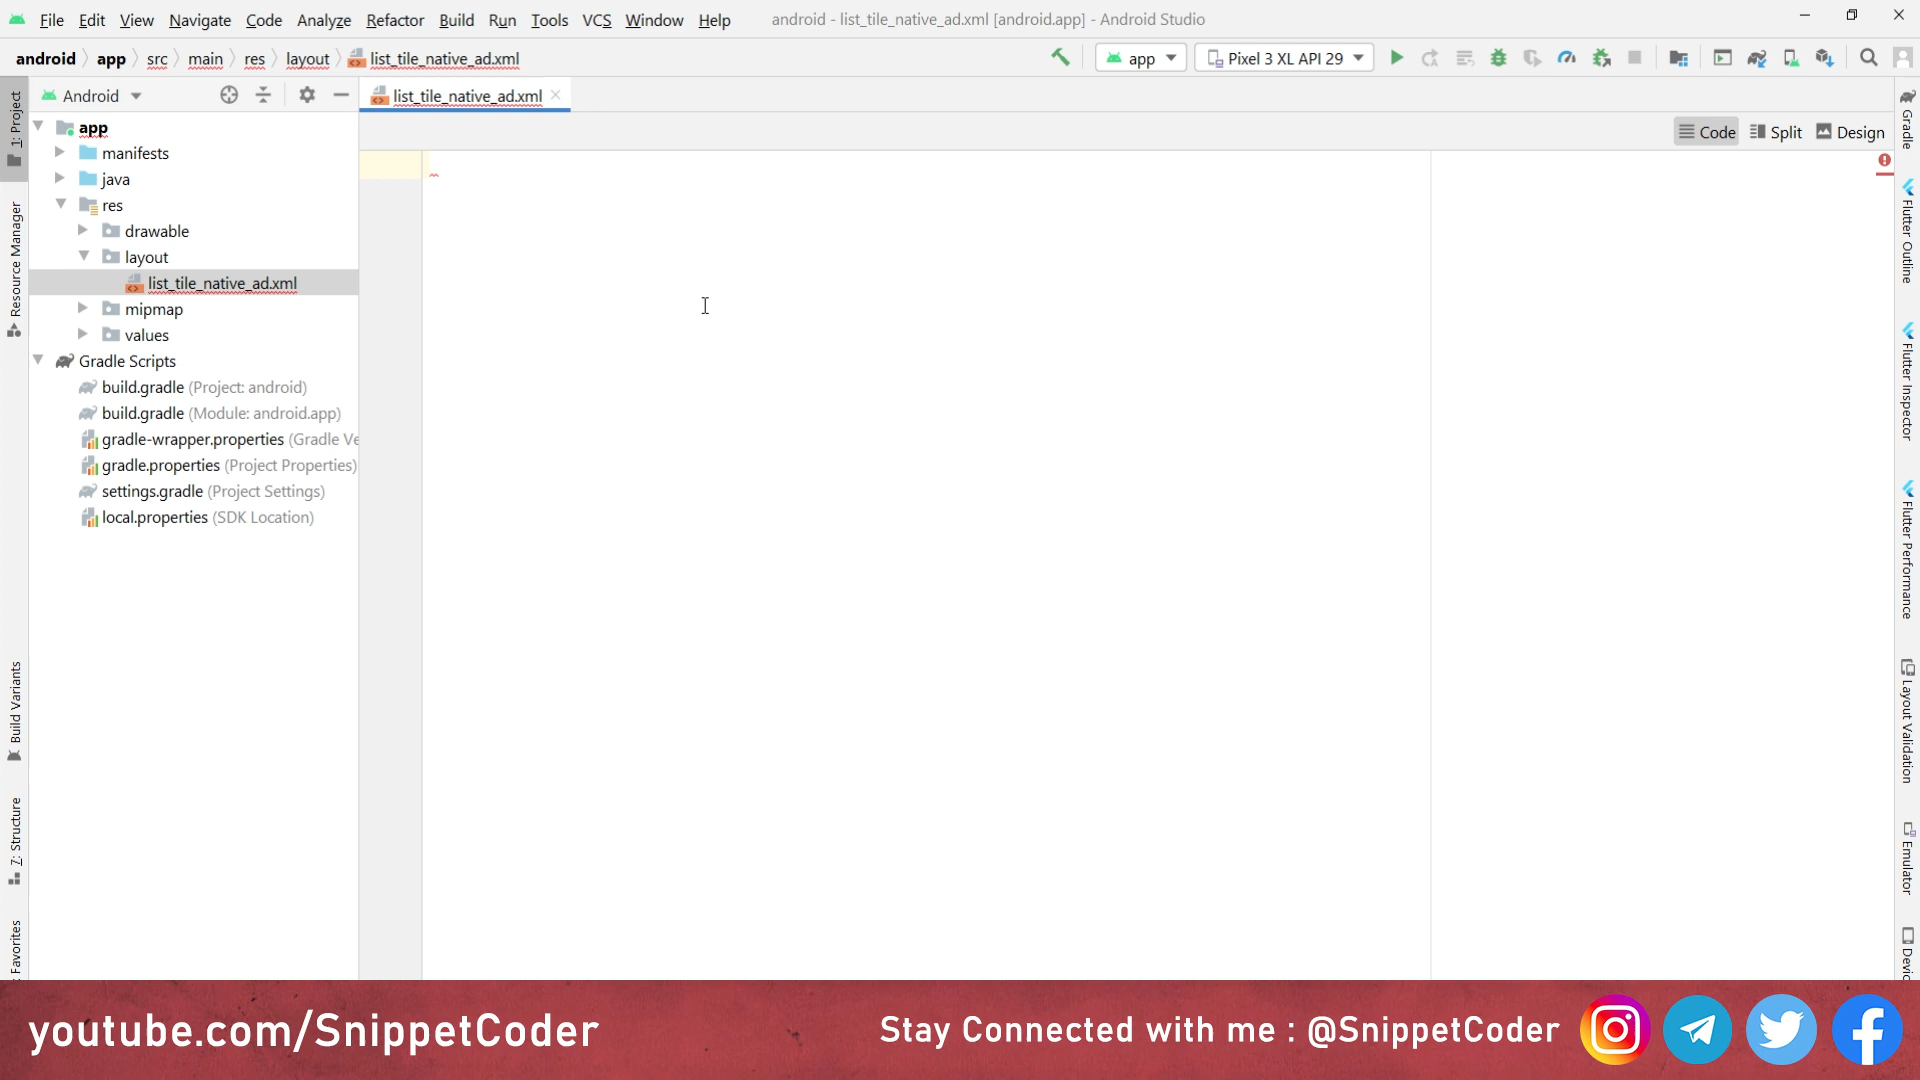 File Edit View Navigate Code Analyze Refactor Build Run Tools VCS Window Help android - list_tile_native_ad.xml [android.app] - Android Studio
android app src main res layout list_tile_native_ad.xml app Pixel 3 XL API 29
Android list_tile_native_ad.xml
Code Split Design
app
manifests
java
res
drawable
layout
list_tile_native_ad.xml
mipmap
values
Gradle Scripts
build.gradle (Project: android)
build.gradle (Module: android.app)
gradle-wrapper.properties (Gradle Ve
gradle.properties (Project Properties)
settings.gradle (Project Settings)
local.properties (SDK Location)
1: Project
Resource Manager
Build Variants
7: Structure
: Favorites
Gradle
Flutter Outline
Flutter Inspector
Flutter Performance
Layout Validation
Emulator
Devic
youtube.com/SnippetCoder
Stay Connected with me : @SnippetCoder